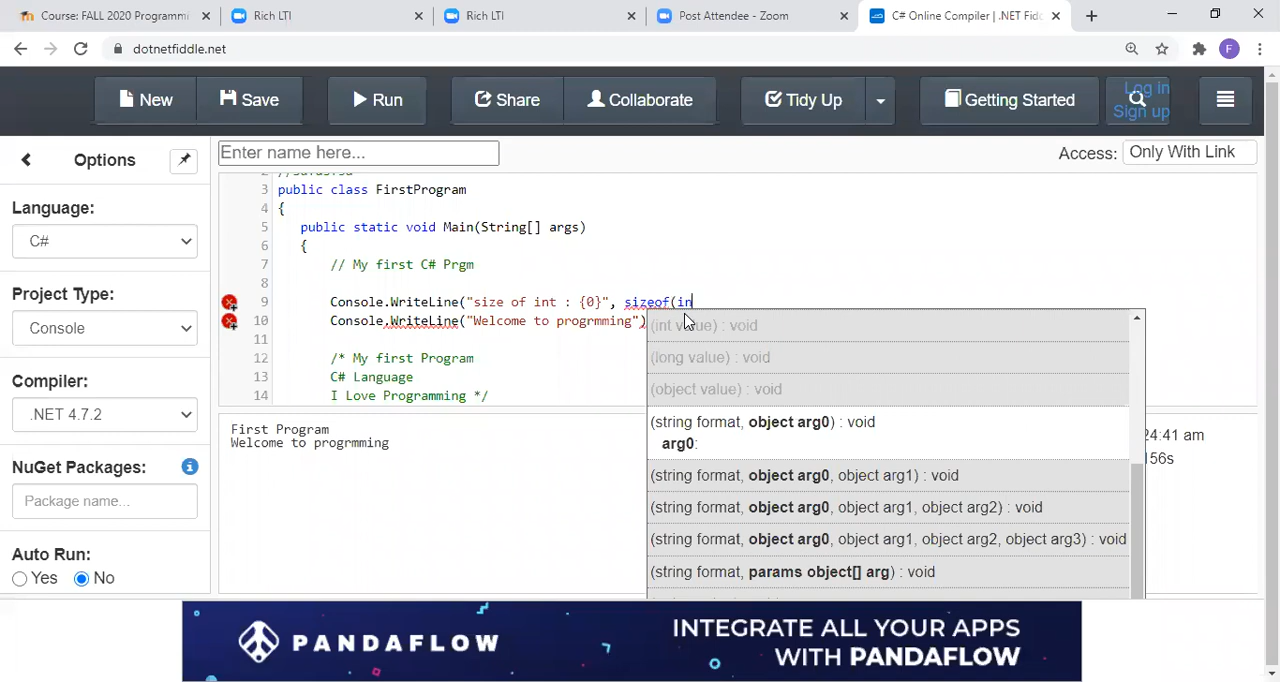 Course: FALL 2020 Programmi
Rich LTI
Rich LTI
Post Attendee - Zoom
C# Online Compiler | .NET Fidd
dotnetfiddle.net
F
New
Save
Run
Share
Collaborate
Tidy Up
Getting Started
Log in
Sign up
Options
Enter name here...
Access: Only With Link
Language:
C#
Project Type:
Console
Compiler:
.NET 4.7.2
NuGet Packages:
Package name...
Auto Run:
Yes No
3 public class FirstProgram
4 {
5 public static void Main(String[] args)
6 {
7 // My first C# Prgm
8
9 Console.WriteLine("size of int : {0}", sizeof(in
10 Console.WriteLine("Welcome to progrmming")
11
12 /* My first Program
13 C# Language
14 I Love Programming */
(int value) : void
(long value) : void
(object value) : void
(string format, object arg0) : void
arg0:
(string format, object arg0, object arg1) : void
(string format, object arg0, object arg1, object arg2) : void
(string format, object arg0, object arg1, object arg2, object arg3) : void
(string format, params object[] arg) : void
First Program
Welcome to progrmming
24:41 am
156s
PANDAFLOW
INTEGRATE ALL YOUR APPS
WITH PANDAFLOW